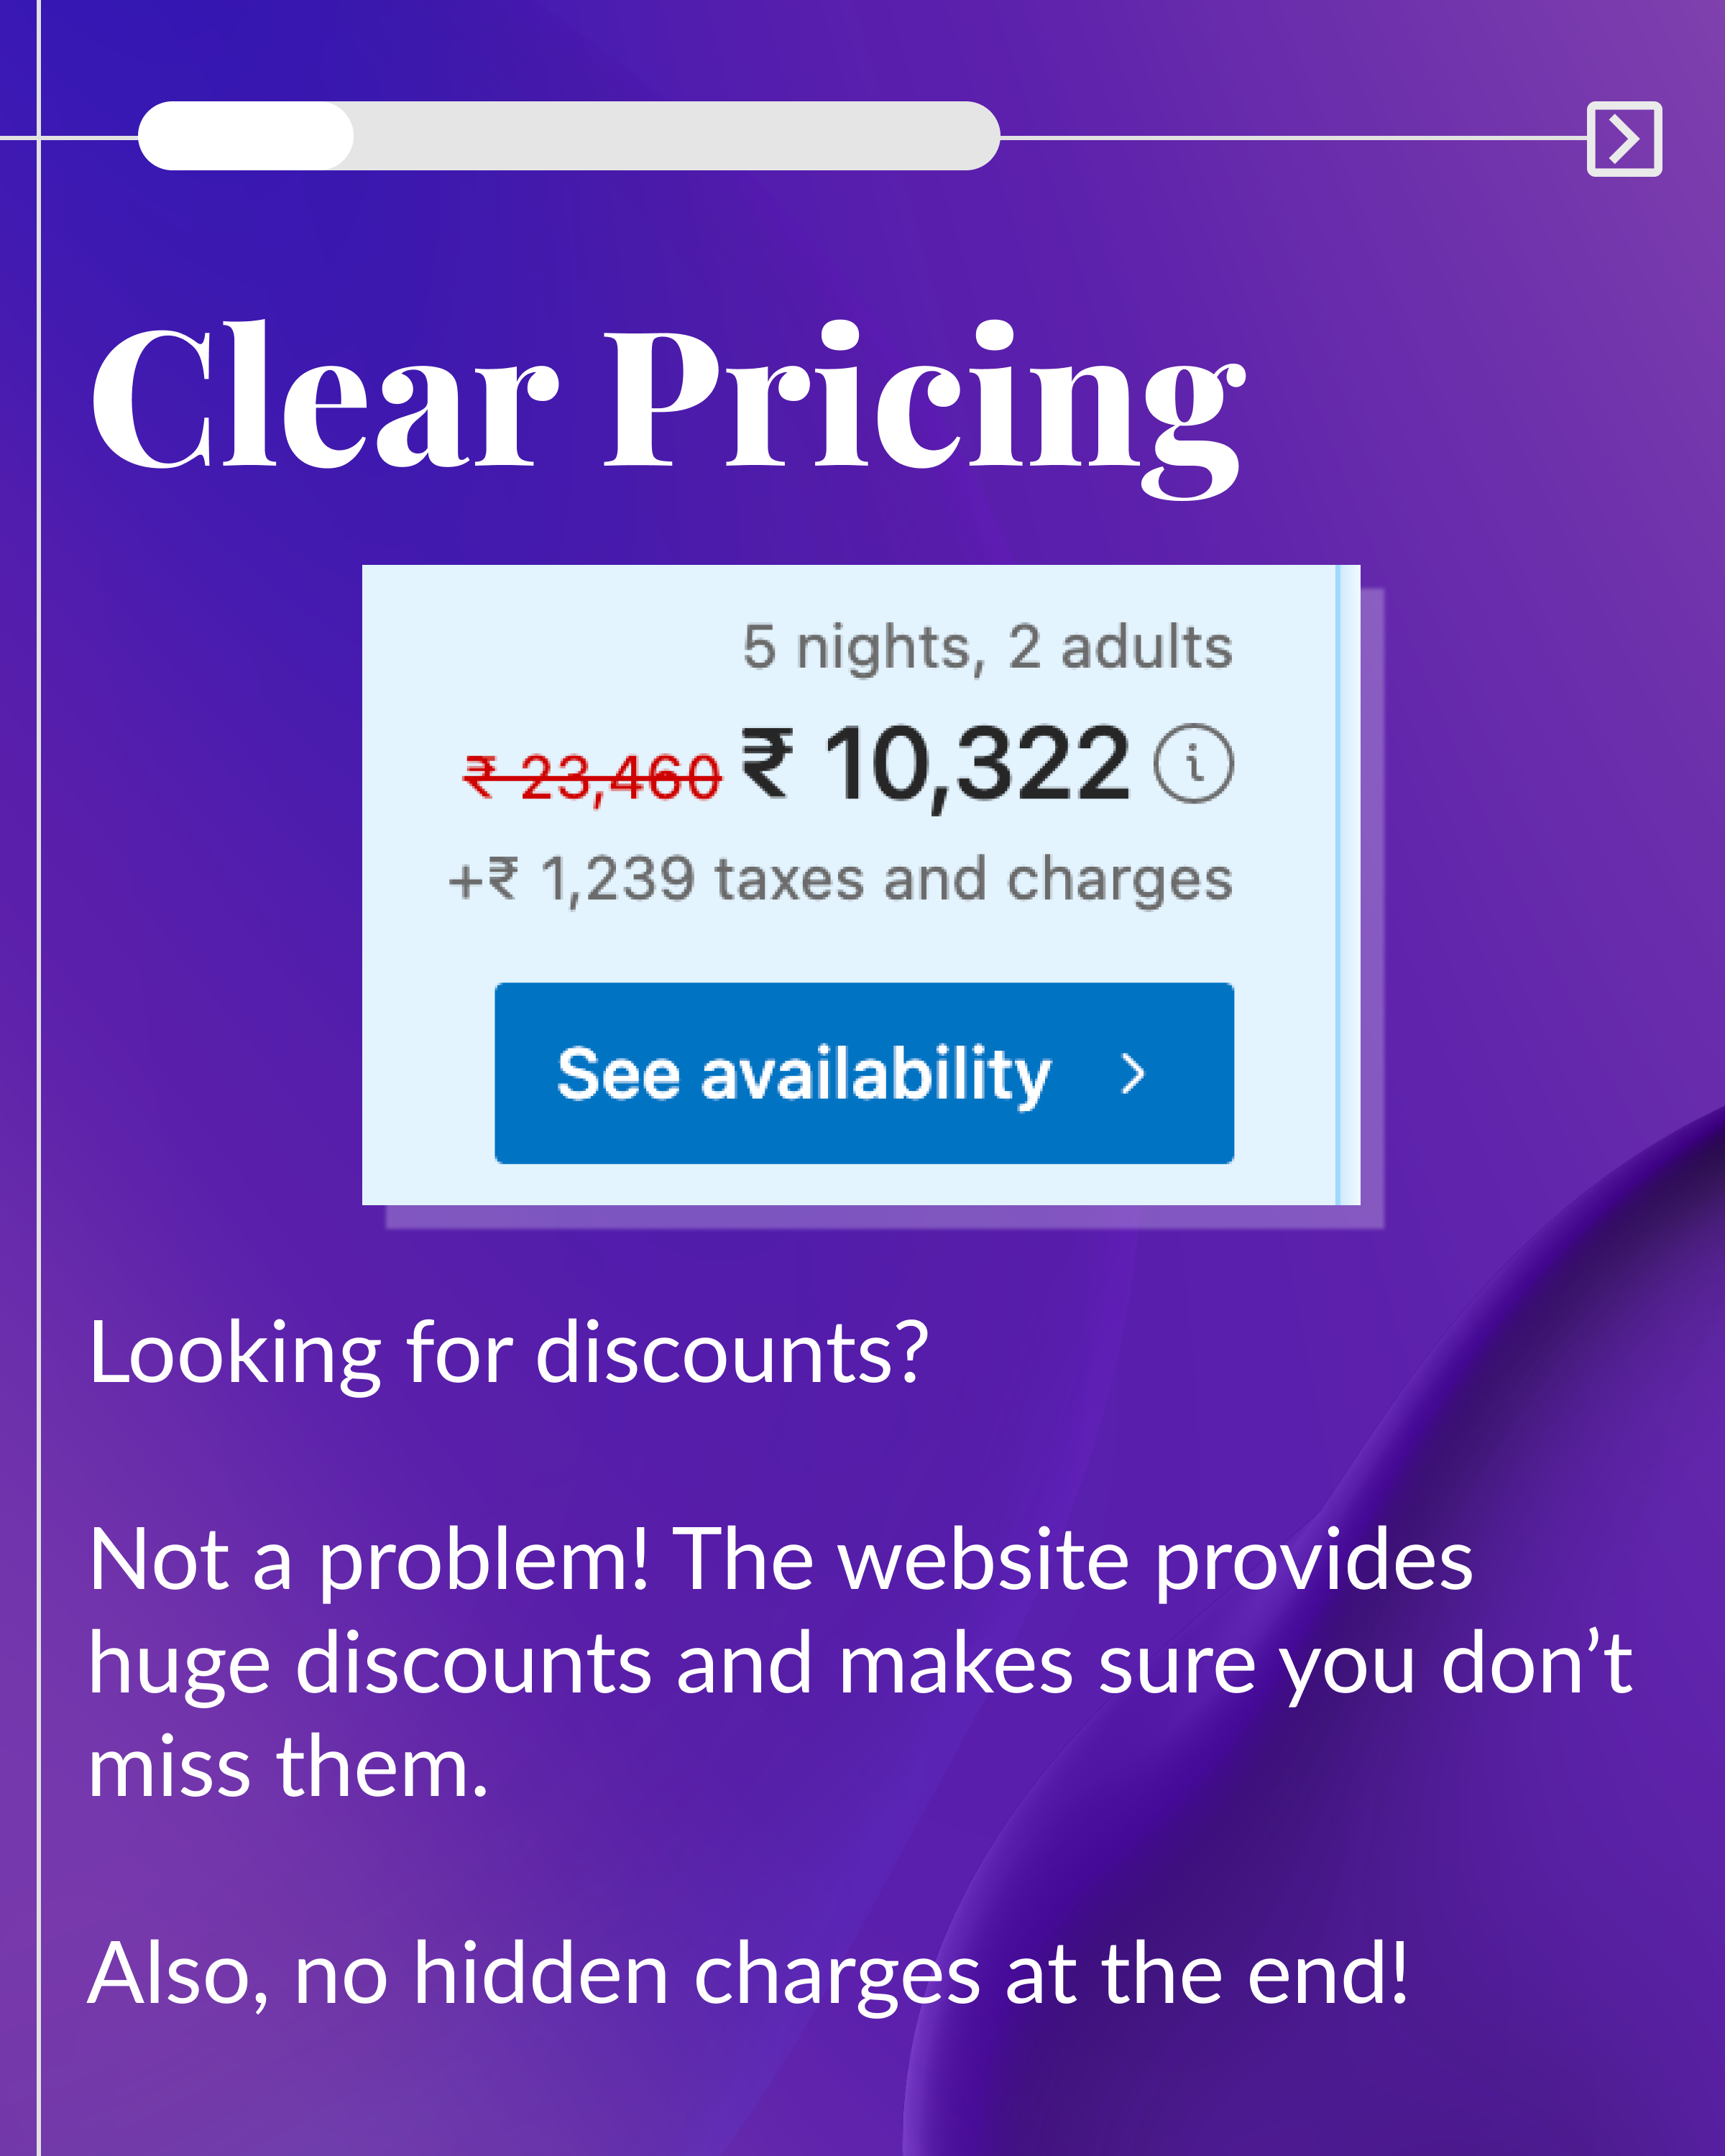 Clear Pricing
5 nights, 2 adults
₹ 23,460 ₹ 10,322
+₹ 1,239 taxes and charges
See availability
Looking for discounts?
Not a problem! The website provides
huge discounts and makes sure you don’t
miss them.
Also, no hidden charges at the end!